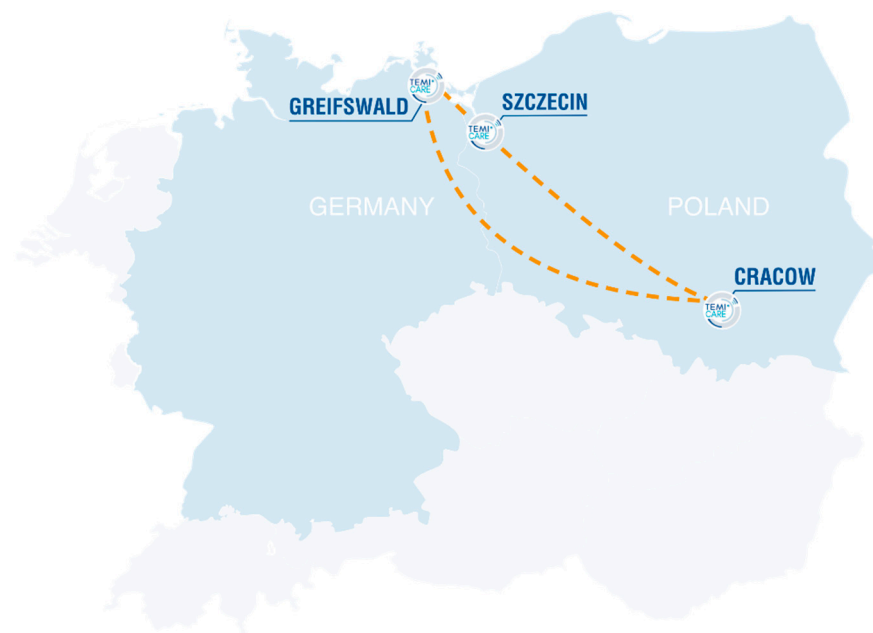 TEMI+
CARE
GREIFSWALD
SZCZECIN
TEMI+
CARE
GERMANY
POLAND
CRACOW
TEMI+
CARE